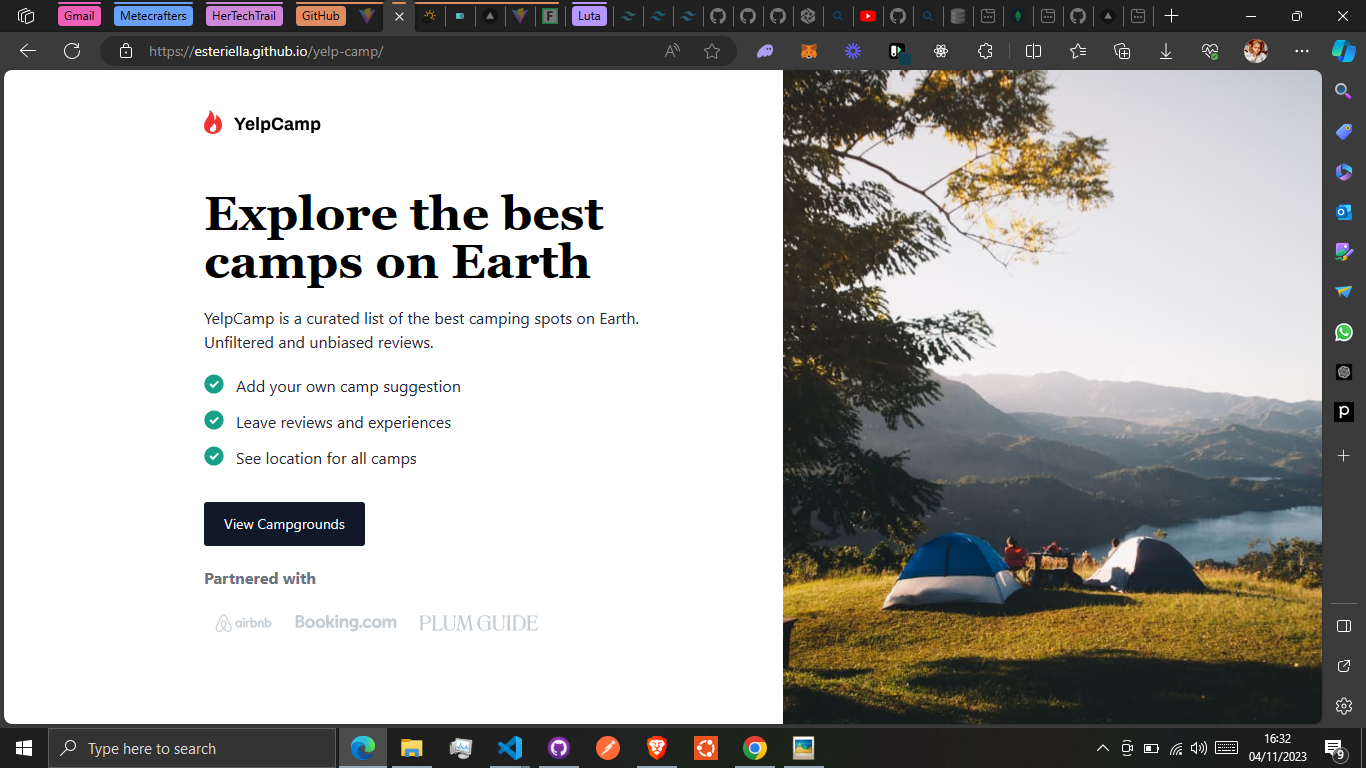 Gmail
Metecrafters
HerTechTrail
GitHub
Luta
https://esteriella.github.io/yelp-camp/
YelpCamp
Explore the best
camps on Earth
YelpCamp is a curated list of the best camping spots on Earth.
Unfiltered and unbiased reviews.
Add your own camp suggestion
Leave reviews and experiences
See location for all camps
View Campgrounds
Partnered with
airbnb Booking.com PLUM GUIDE
Type here to search
16:32
04/11/2023
9